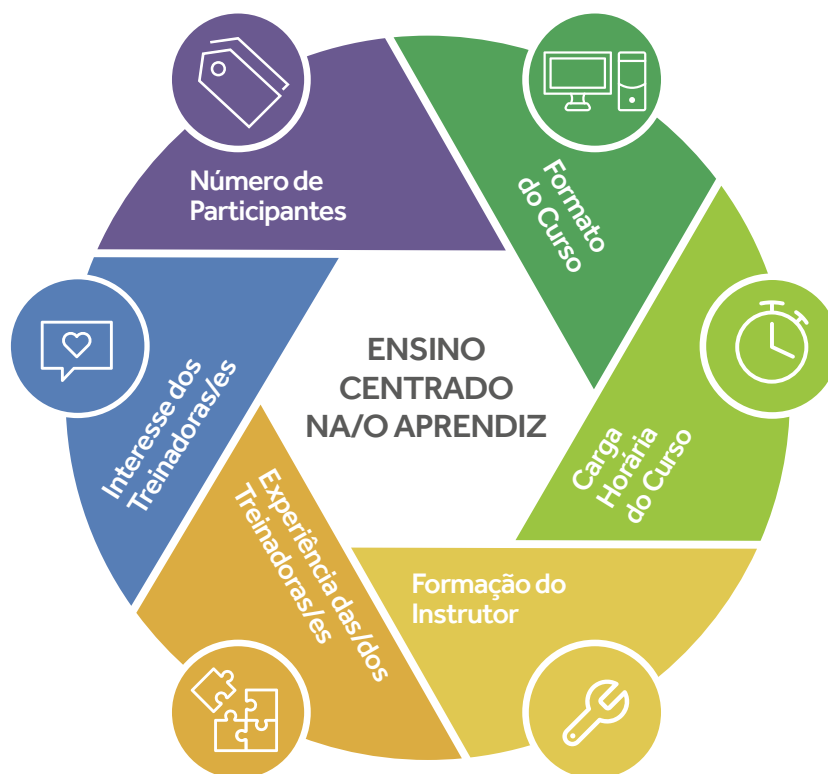 Número de
Participantes
Formato
do Curso
ENSINO
CENTRADO
NA/O APRENDIZ
Carga
Horária
do Curso
Formação do
Instrutor
Experiência das/dos
Treinadoras/es
Interesse dos
Treinadoras/es